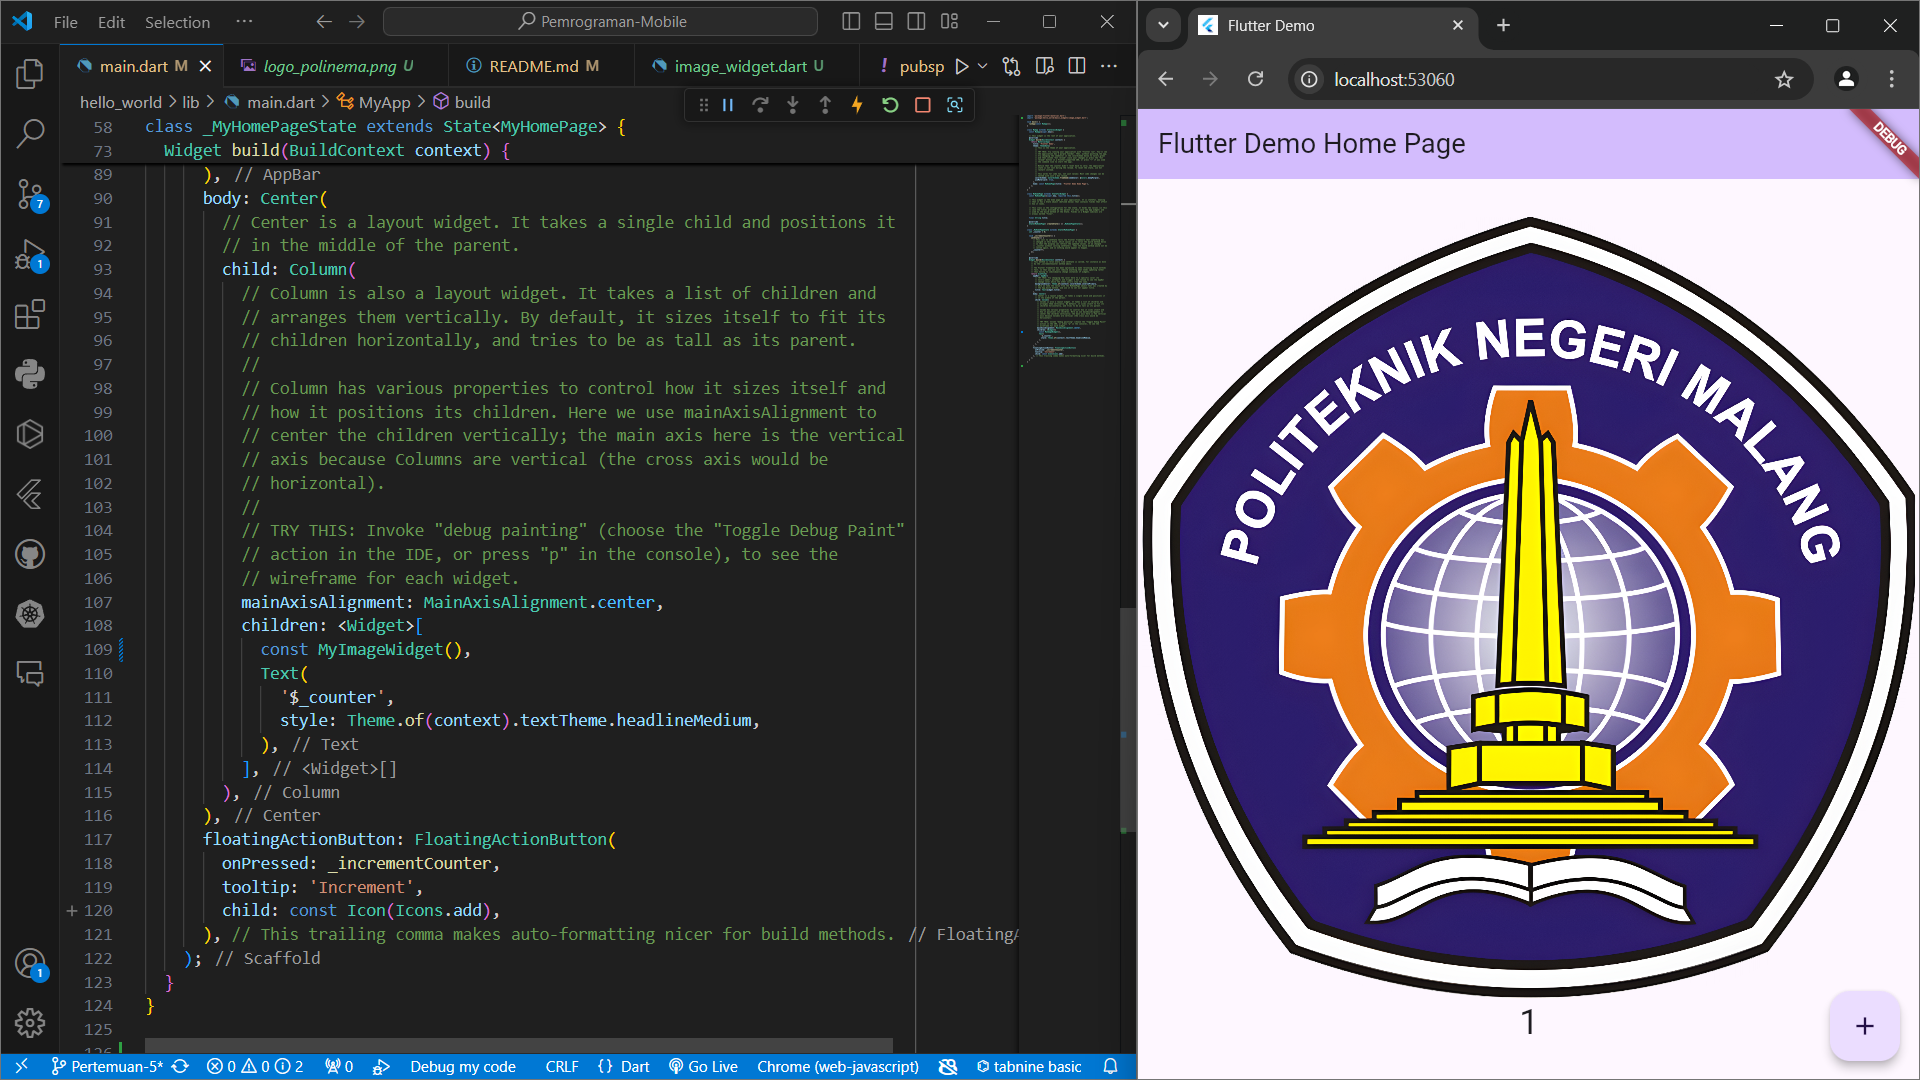 File Edit Selection ··· Pemrograman-Mobile
main.dart M logo_polinema.png U README.md M image_widget.dart U ! pubsp
hello_world > lib > main.dart > MyApp > build
58 class _MyHomePageState extends State<MyHomePage> {
73 Widget build(BuildContext context) {
89 ), // AppBar
90 body: Center(
91 // Center is a layout widget. It takes a single child and positions it
92 // in the middle of the parent.
93 child: Column(
94 // Column is also a layout widget. It takes a list of children and
95 // arranges them vertically. By default, it sizes itself to fit its
96 // children horizontally, and tries to be as tall as its parent.
97 //
98 // Column has various properties to control how it sizes itself and
99 // how it positions its children. Here we use mainAxisAlignment to
100 // center the children vertically; the main axis here is the vertical
101 // axis because Columns are vertical (the cross axis would be
102 // horizontal).
103 //
104 // TRY THIS: Invoke "debug painting" (choose the "Toggle Debug Paint"
105 // action in the IDE, or press "p" in the console), to see the
106 // wireframe for each widget.
107 mainAxisAlignment: MainAxisAlignment.center,
108 children: <Widget>[
109 const MyImageWidget(),
110 Text(
111 '$_counter',
112 style: Theme.of(context).textTheme.headlineMedium,
113 ), // Text
114 ], // <Widget>[]
115 ), // Column
116 ), // Center
117 floatingActionButton: FloatingActionButton(
118 onPressed: _incrementCounter,
119 tooltip: 'Increment',
120 child: const Icon(Icons.add),
121 ), // This trailing comma makes auto-formatting nicer for build methods. // Floating
122 ); // Scaffold
123 }
124 }
125
7
1
1
Pertemuan-5* 0 0 2 0 Debug my code CRLF {} Dart Go Live Chrome (web-javascript) tabnine basic
Flutter Demo
localhost:53060
Flutter Demo Home Page
DEBUG
POLITEKNIK NEGERI MALANG
1
+